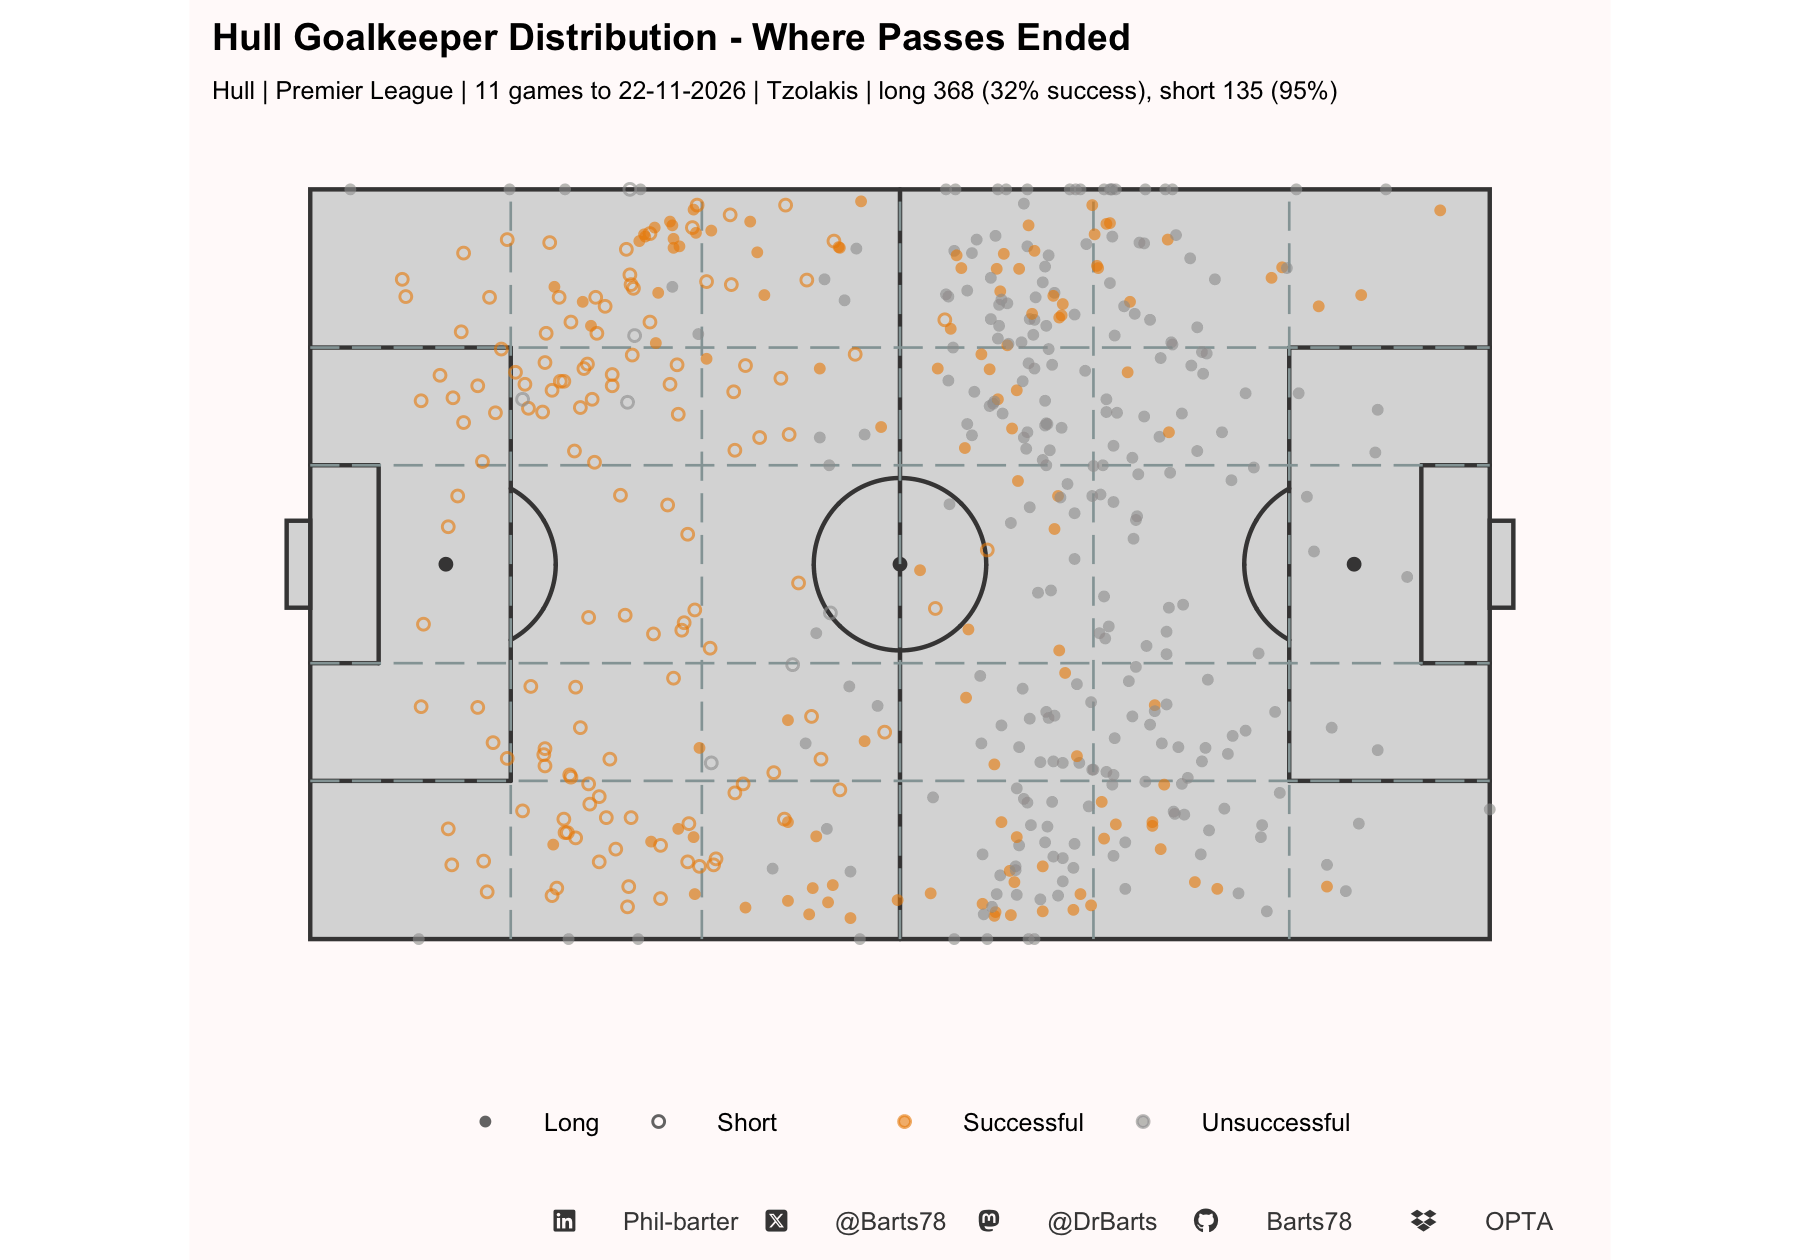 Hull Goalkeeper Distribution - Where Passes Ended
Hull | Premier League | 11 games to 22-11-2026 | Tzolakis | long 368 (32% success), short 135 (95%)
Long Short Successful Unsuccessful
Phil-barter @Barts78 @DrBarts Barts78 OPTA